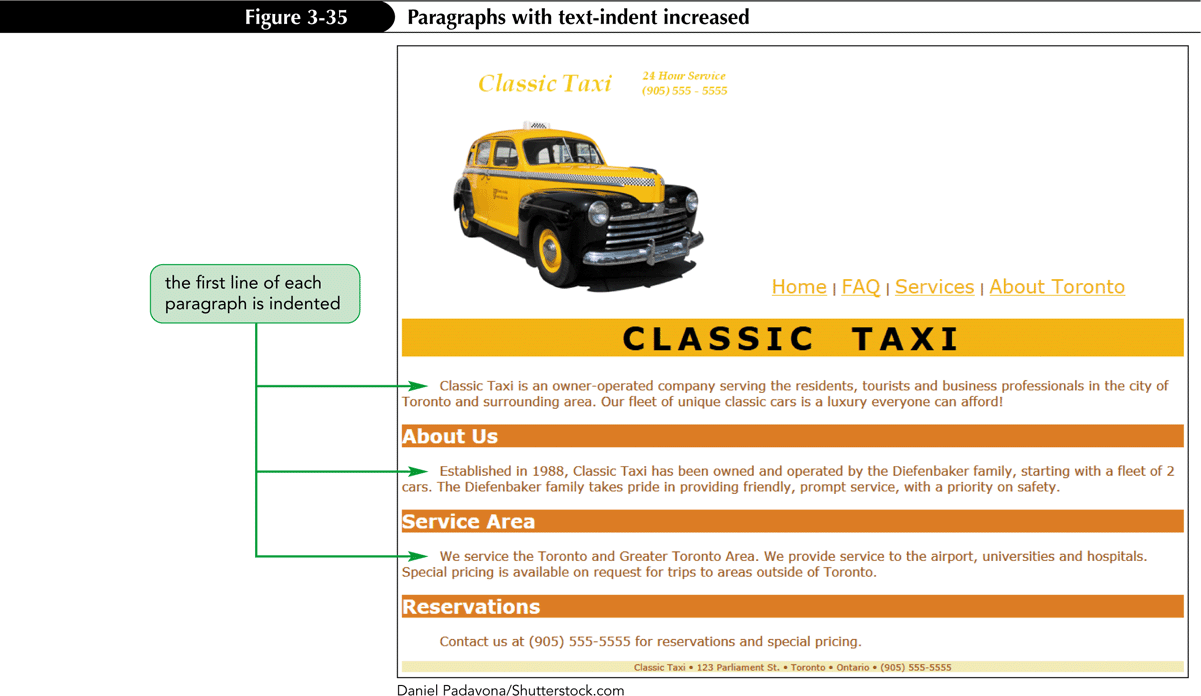 Figure 3-35
Paragraphs with text-indent increased
Classic Taxi
24 Hour Service
(905) 555 - 5555
the first line of each
paragraph is indented
Home | FAQ | Services | About Toronto
CLASSIC TAXI
Classic Taxi is an owner-operated company serving the residents, tourists and business professionals in the city of
Toronto and surrounding area. Our fleet of unique classic cars is a luxury everyone can afford!
About Us
Established in 1988, Classic Taxi has been owned and operated by the Diefenbaker family, starting with a fleet of 2
cars. The Diefenbaker family takes pride in providing friendly, prompt service, with a priority on safety.
Service Area
We service the Toronto and Greater Toronto Area. We provide service to the airport, universities and hospitals.
Special pricing is available on request for trips to areas outside of Toronto.
Reservations
Contact us at (905) 555-5555 for reservations and special pricing.
Classic Taxi • 123 Parliament St. • Toronto • Ontario • (905) 555-5555
Daniel Padavona/Shutterstock.com